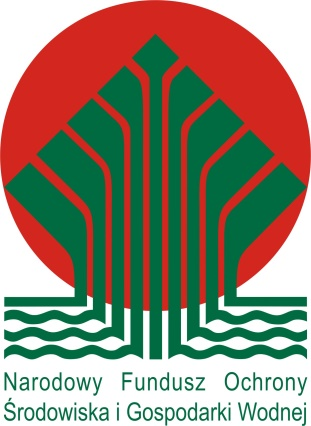 Narodowy Fundusz Ochrony
Środowiska i Gospodarki Wodnej